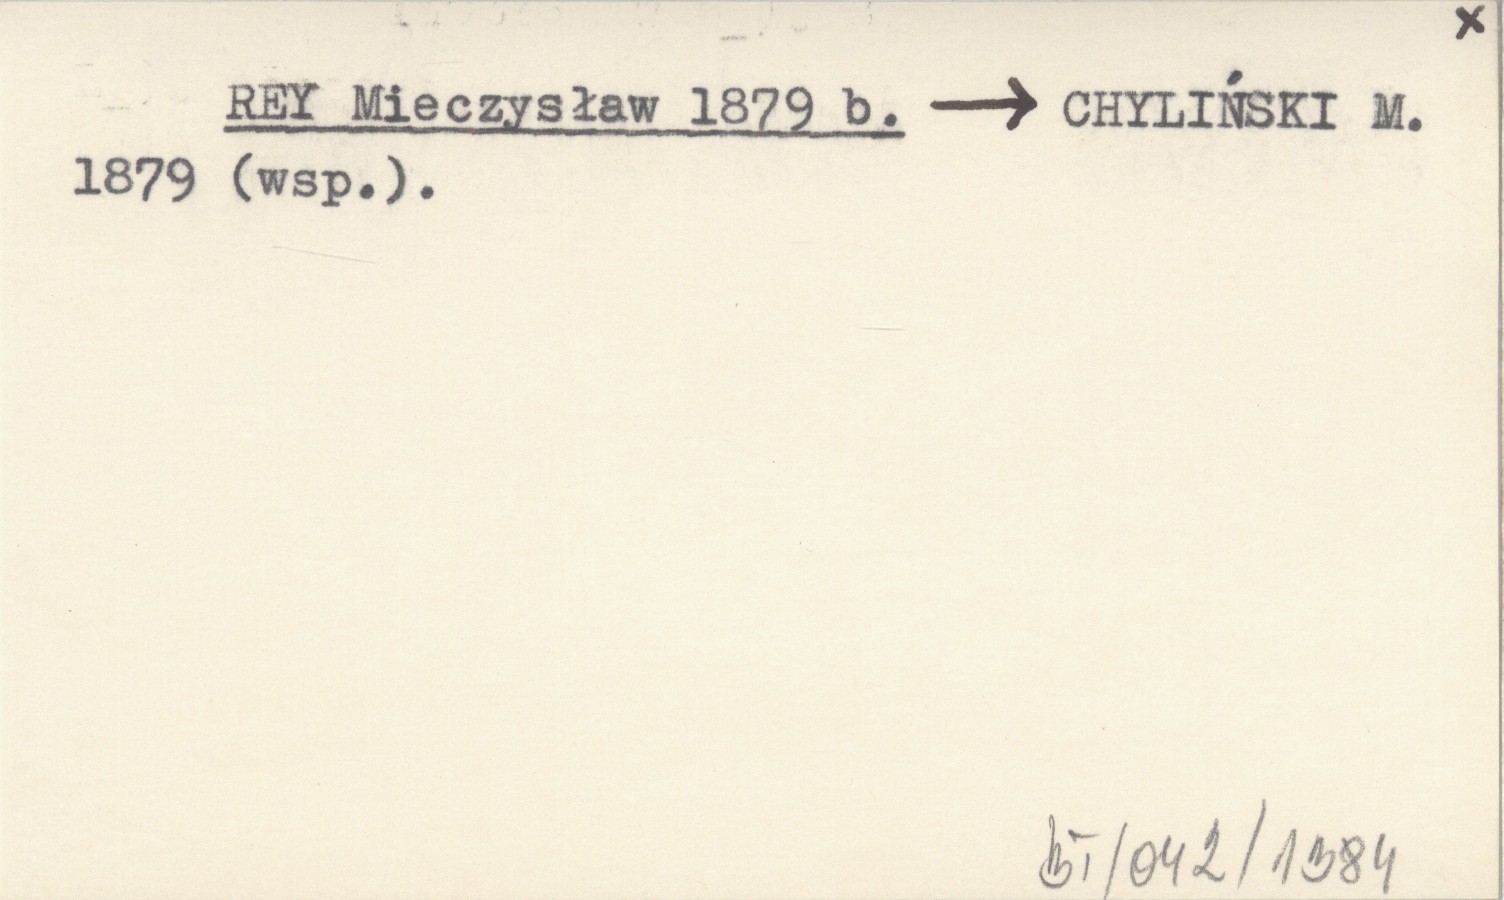 x
REY Mieczysław 1879 b. → CHYLIŃSKI M.
1879 (wsp.).
BI/042/1384